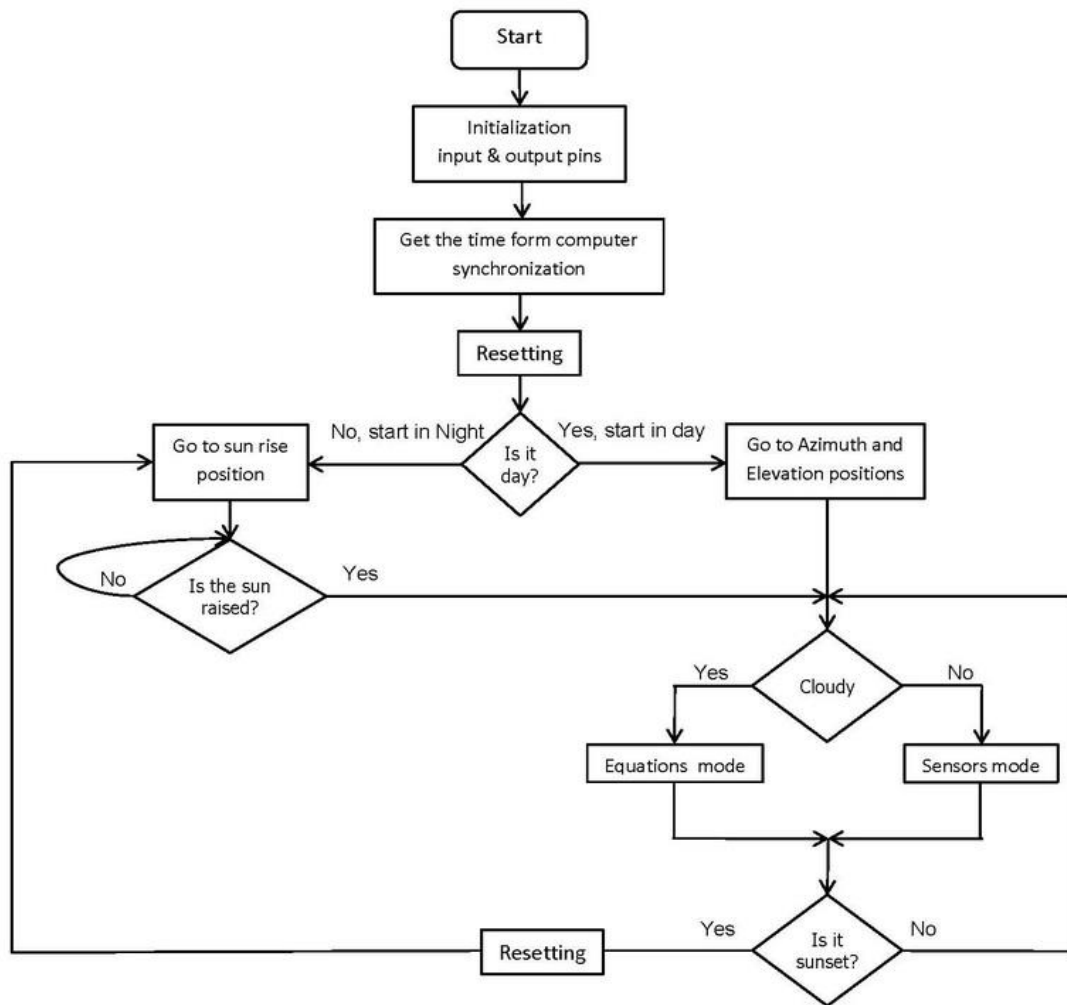 Start
Initialization
input & output pins
Get the time form computer
synchronization
Resetting
No, start in Night
Is it
day?
Yes, start in day
Go to sun rise
position
Go to Azimuth and
Elevation positions
No
Is the sun
raised?
Yes
Yes
Cloudy
No
Equations mode
Sensors mode
Resetting
Yes
Is it
sunset?
No